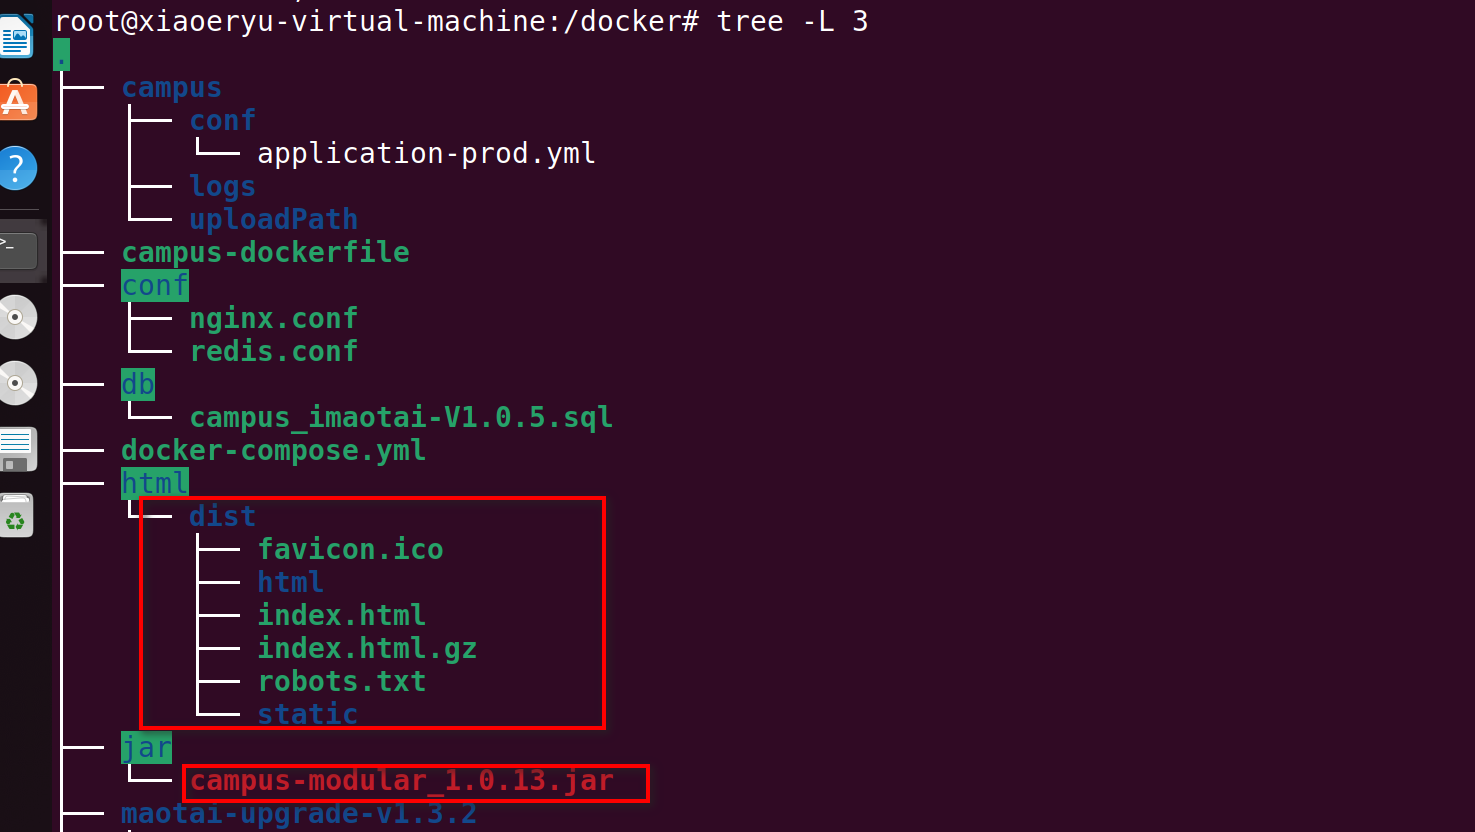 root@xiaoeryu-virtual-machine:/docker# tree -L 3
.
├── campus
│   ├── conf
│   │   └── application-prod.yml
│   ├── logs
│   └── uploadPath
├── campus-dockerfile
├── conf
│   ├── nginx.conf
│   └── redis.conf
├── db
│   └── campus_imaotai-V1.0.5.sql
├── docker-compose.yml
├── html
│   └── dist
│       ├── favicon.ico
│       ├── html
│       ├── index.html
│       ├── index.html.gz
│       ├── robots.txt
│       └── static
├── jar
│   └── campus-modular_1.0.13.jar
├── maotai-upgrade-v1.3.2